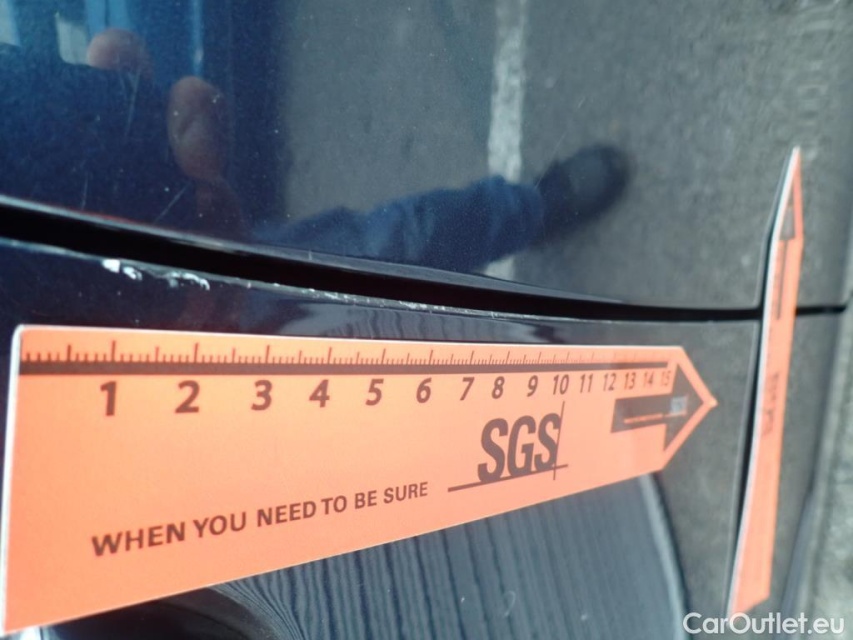 1 2 3 4 5 6 7 8 9 10 11 12 13 14 15
SGS
WHEN YOU NEED TO BE SURE
CarOutlet.eu